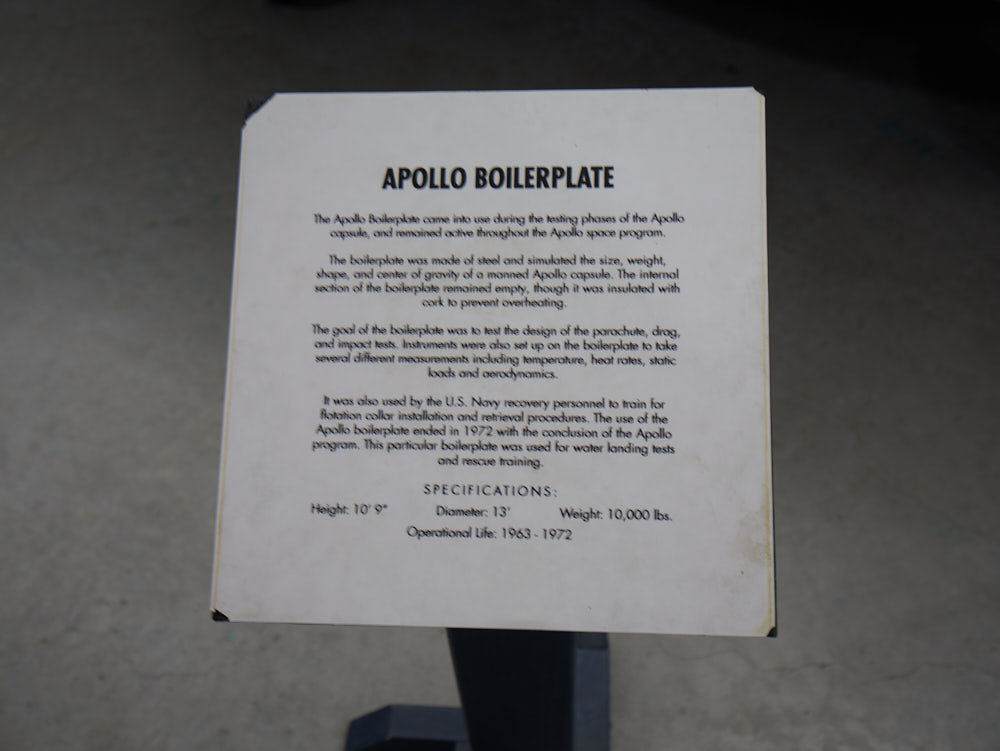 APOLLO BOILERPLATE
The Apollo Boilerplate came into use during the testing phases of the Apollo
capsule, and remained active throughout the Apollo space program.
The boilerplate was made of steel and simulated the size, weight,
shape, and center of gravity of a manned Apollo capsule. The internal
section of the boilerplate remained empty, though it was insulated with
cork to prevent overheating.
The goal of the boilerplate was to test the design of the parachute, drag,
and impact tests. Instruments were also set up on the boilerplate to take
several different measurements including temperature, heat rates, static
loads and aerodynamics.
It was also used by the U.S. Navy recovery personnel to train for
flotation collar installation and retrieval procedures. The use of the
Apollo boilerplate ended in 1972 with the conclusion of the Apollo
program. This particular boilerplate was used for water landing tests
and rescue training.
SPECIFICATIONS:
Height: 10' 9" Diameter: 13' Weight: 10,000 lbs.
Operational Life: 1963 - 1972